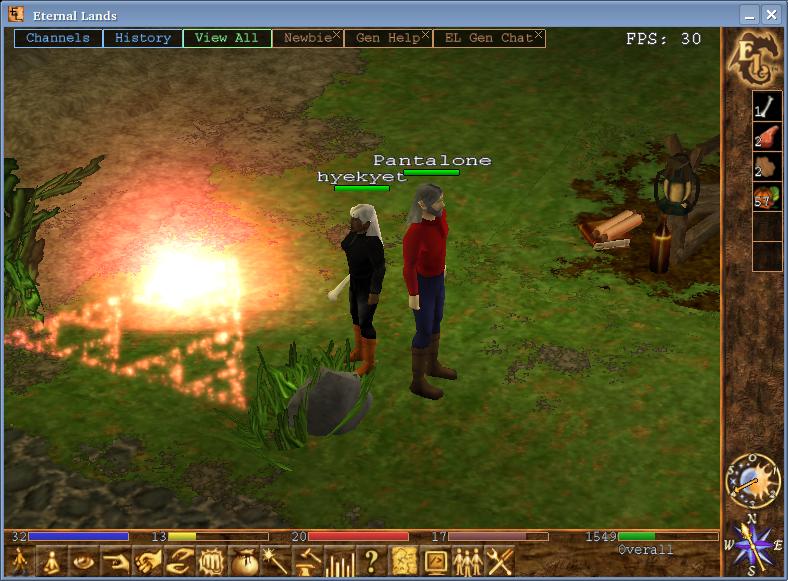 Eternal Lands
Channels History View All Newbie Gen Help EL Gen Chat FPS: 30
ELC
1
2
2
57
Pantalone
hyekyet
N
W E
S
32 13 20 17 1549
Overall
?